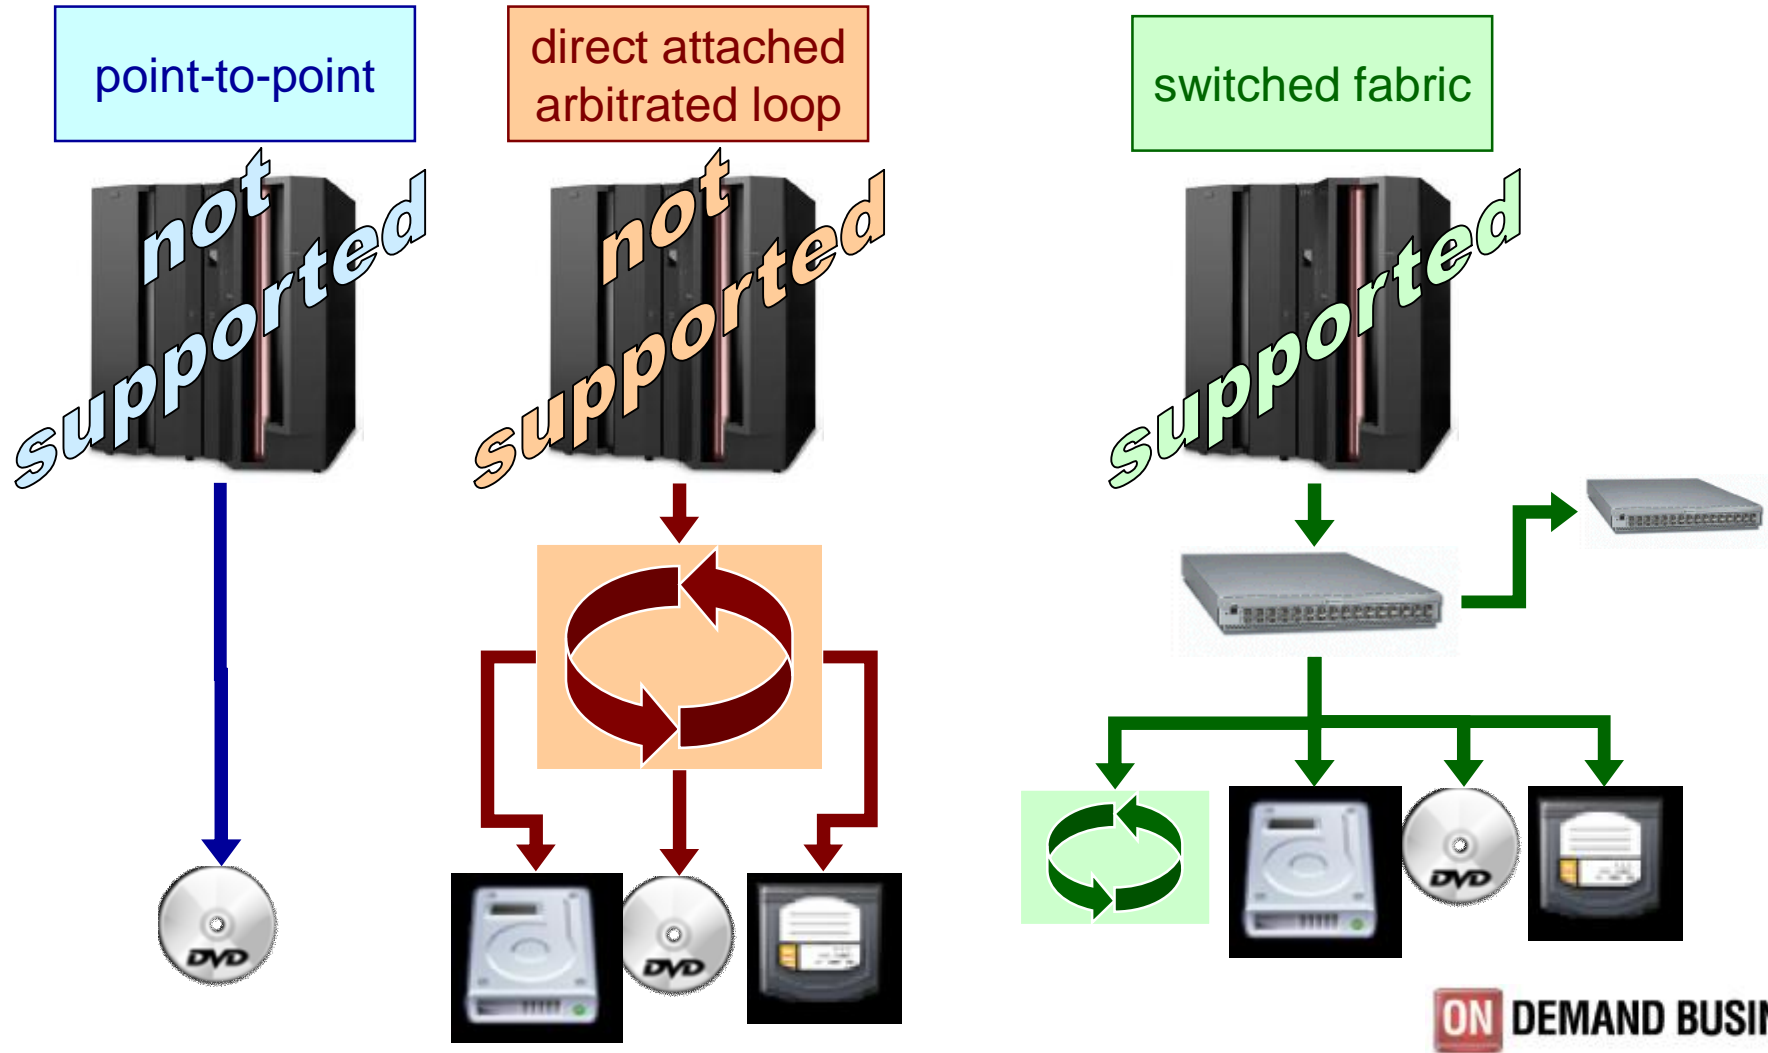 point-to-point
not
supported
DVD
direct attached
arbitrated loop
not
supported
DVD
switched fabric
supported
DVD
ON DEMAND BUSIN